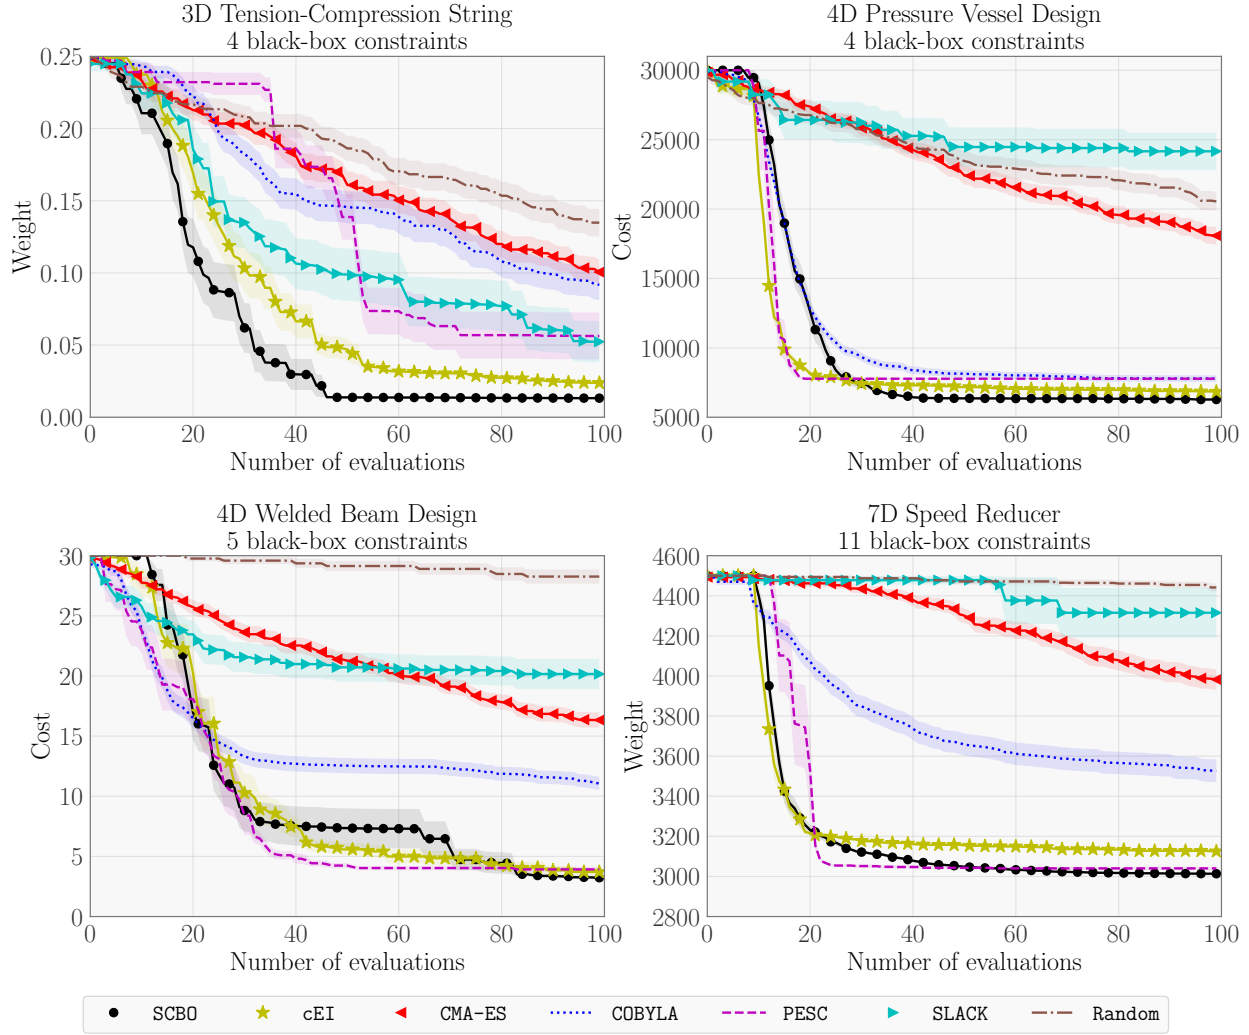 3D Tension-Compression String
4 black-box constraints
Weight
0.25
0.20
0.15
0.10
0.05
0.00
0 20 40 60 80 100
Number of evaluations
4D Pressure Vessel Design
4 black-box constraints
Cost
30000
25000
20000
15000
10000
5000
0 20 40 60 80 100
Number of evaluations
4D Welded Beam Design
5 black-box constraints
Cost
30
25
20
15
10
5
0
0 20 40 60 80 100
Number of evaluations
7D Speed Reducer
11 black-box constraints
Weight
4600
4400
4200
4000
3800
3600
3400
3200
3000
2800
0 20 40 60 80 100
Number of evaluations
SCBO cEI CMA-ES COBYLA PESC SLACK Random